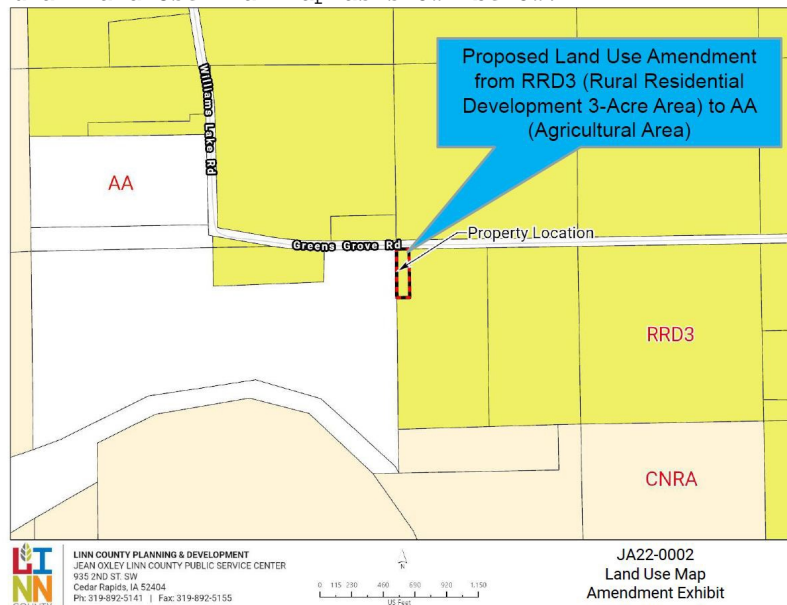 Proposed Land Use Amendment
from RRD3 (Rural Residential
Development 3-Acre Area) to AA
(Agricultural Area)
Williams Lake Rd
AA
Greens Grove Rd
Property Location
RRD3
CNRA
LINN COUNTY PLANNING & DEVELOPMENT
JEAN OXLEY LINN COUNTY PUBLIC SERVICE CENTER
935 2ND ST. SW
Cedar Rapids, IA 52404
Ph: 319-892-5141 | Fax: 319-892-5155
LI
NN
COUNTY
N
0 115 230 460 690 920 1,150
US Feet
JA22-0002
Land Use Map
Amendment Exhibit